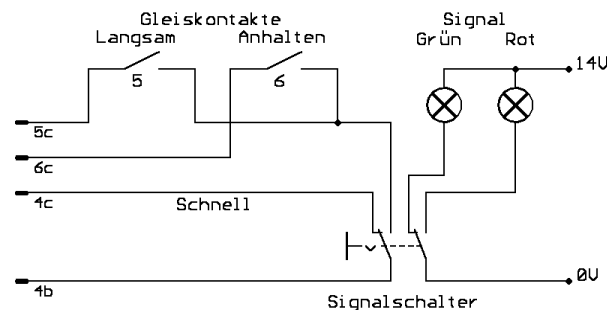 Gleiskontakte
Signal
Langsam
Anhalten
Grün
Rot
5
6
14V
5c
6c
4c
Schnell
4b
0V
Signalschalter